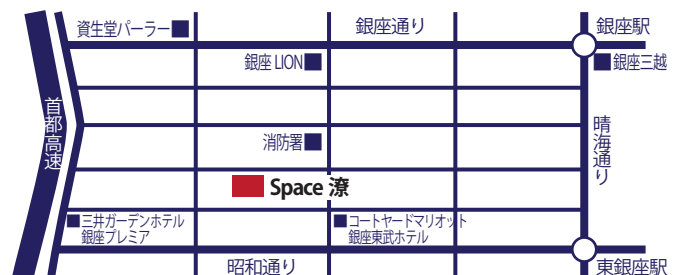 資生堂パーラー
銀座通り
銀座駅
銀座 LION
銀座三越
首都高速
消防署
晴海通り
Space 潦
三井ガーデンホテル
銀座プレミア
コートヤードマリオット
銀座東武ホテル
昭和通り
東銀座駅